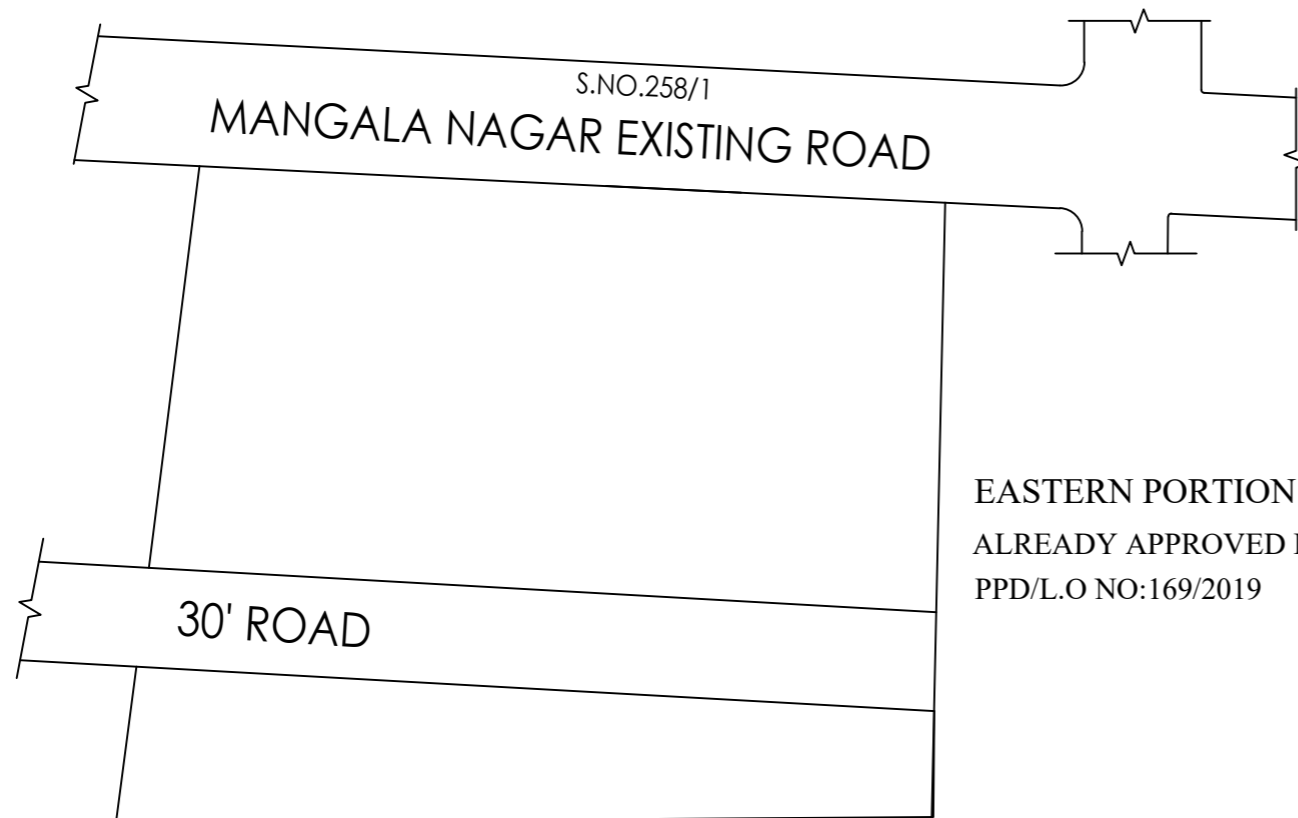 S.NO.258/1
MANGALA NAGAR EXISTING ROAD
EASTERN PORTION
ALREADY APPROVED
PPD/L.O NO:169/2019
30' ROAD